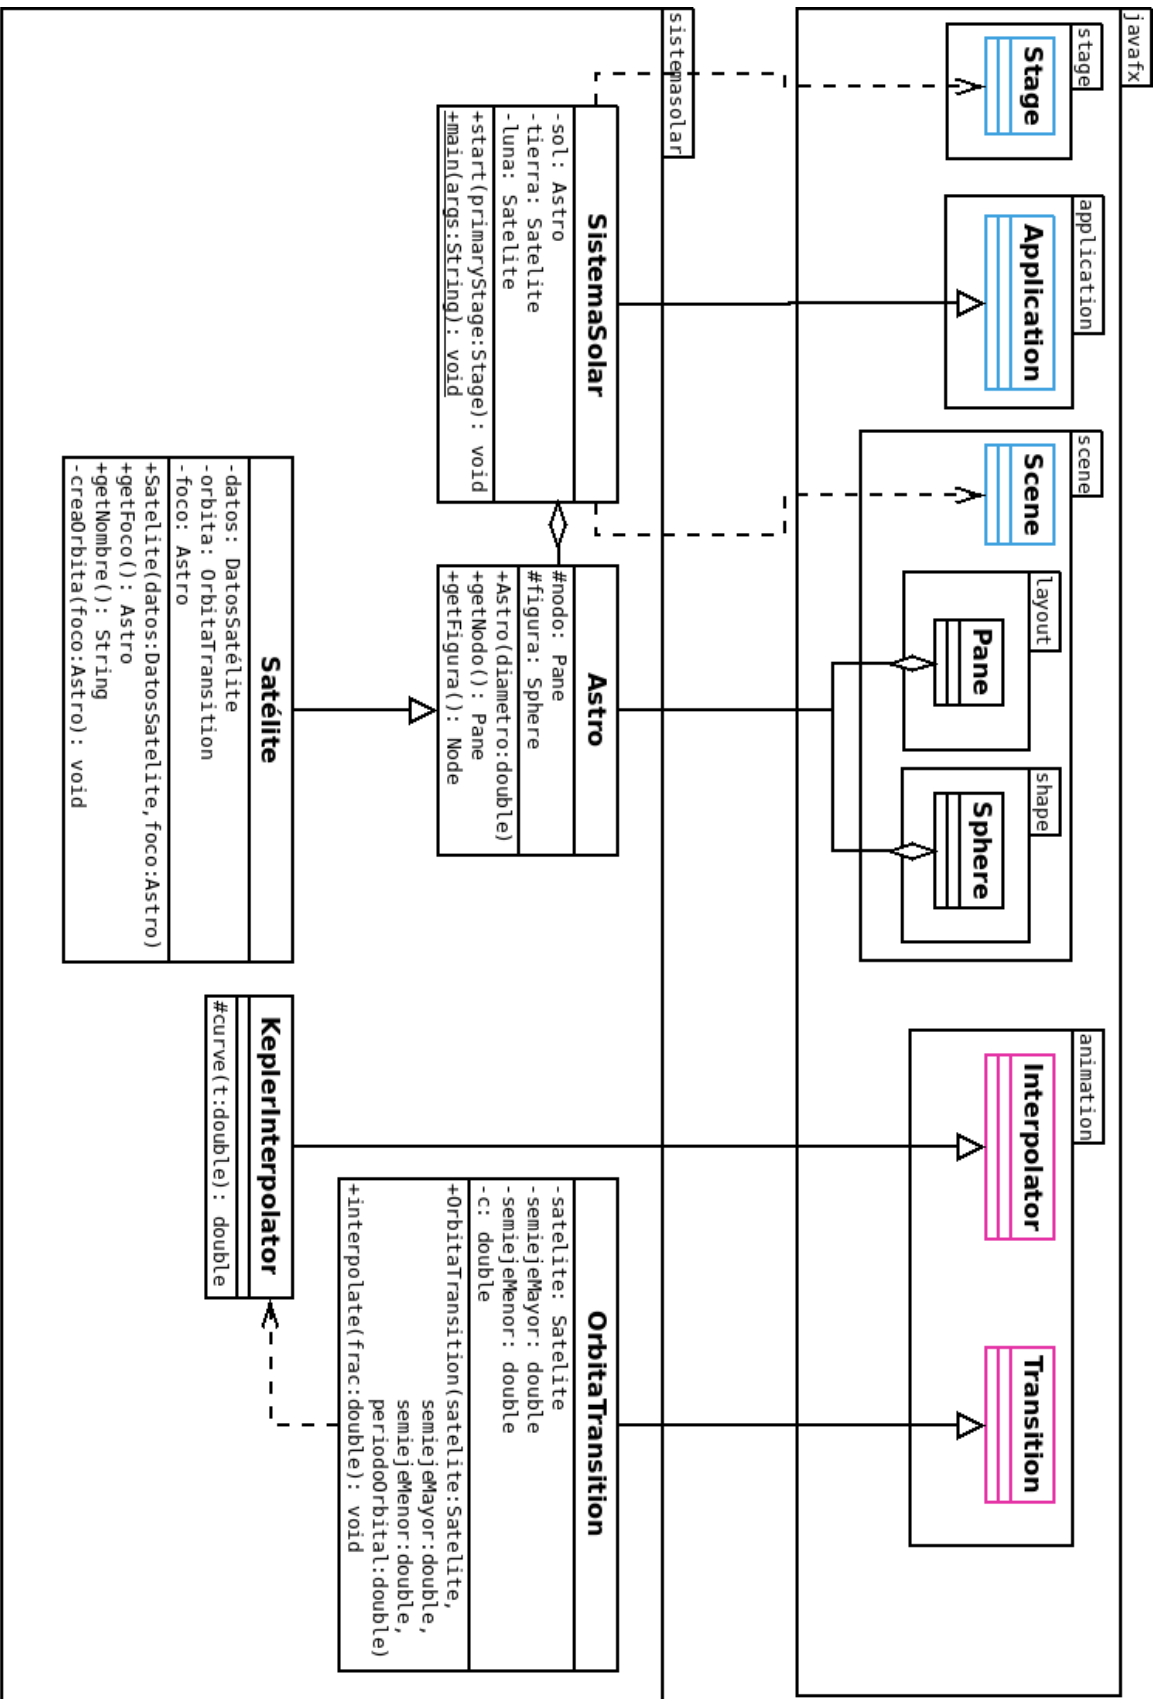 javafx
stage
Stage
application
Application
scene
Scene
layout
Pane
shape
Sphere
animation
Interpolator
Transition
sistemasolar
SistemaSolar
-sol: Astro
-tierra: Satelite
-luna: Satelite
+start(primaryStage:Stage): void
+main(args:String): void
Astro
#nodo: Pane
#figura: Sphere
+Astro(diametro:double)
+getNodo(): Pane
+getFigura(): Node
OrbitaTransition
-satelite: Satelite
-semiejeMayor: double
-semiejeMenor: double
-c: double
+OrbitaTransition(satelite:Satelite,
semiejeMayor:double,
semiejeMenor:double,
periodoOrbital:double)
+interpolate(frac:double): void
Satélite
-datos: DatosSatélite
-orbita: OrbitaTransition
-foco: Astro
+Satelite(datos:DatosSatelite,foco:Astro)
+getFoco(): Astro
+getNombre(): String
-creaOrbita(foco:Astro): void
KeplerInterpolator
#curve(t:double): double